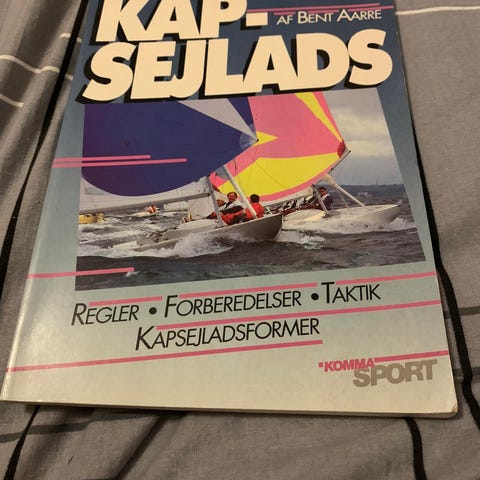 KAP-
AF BENT AARRE
SEJLADS
REGLER • FORBEREDELSER • TAKTIK
KAPSEJLADSFORMER
KOMMA
SPORT